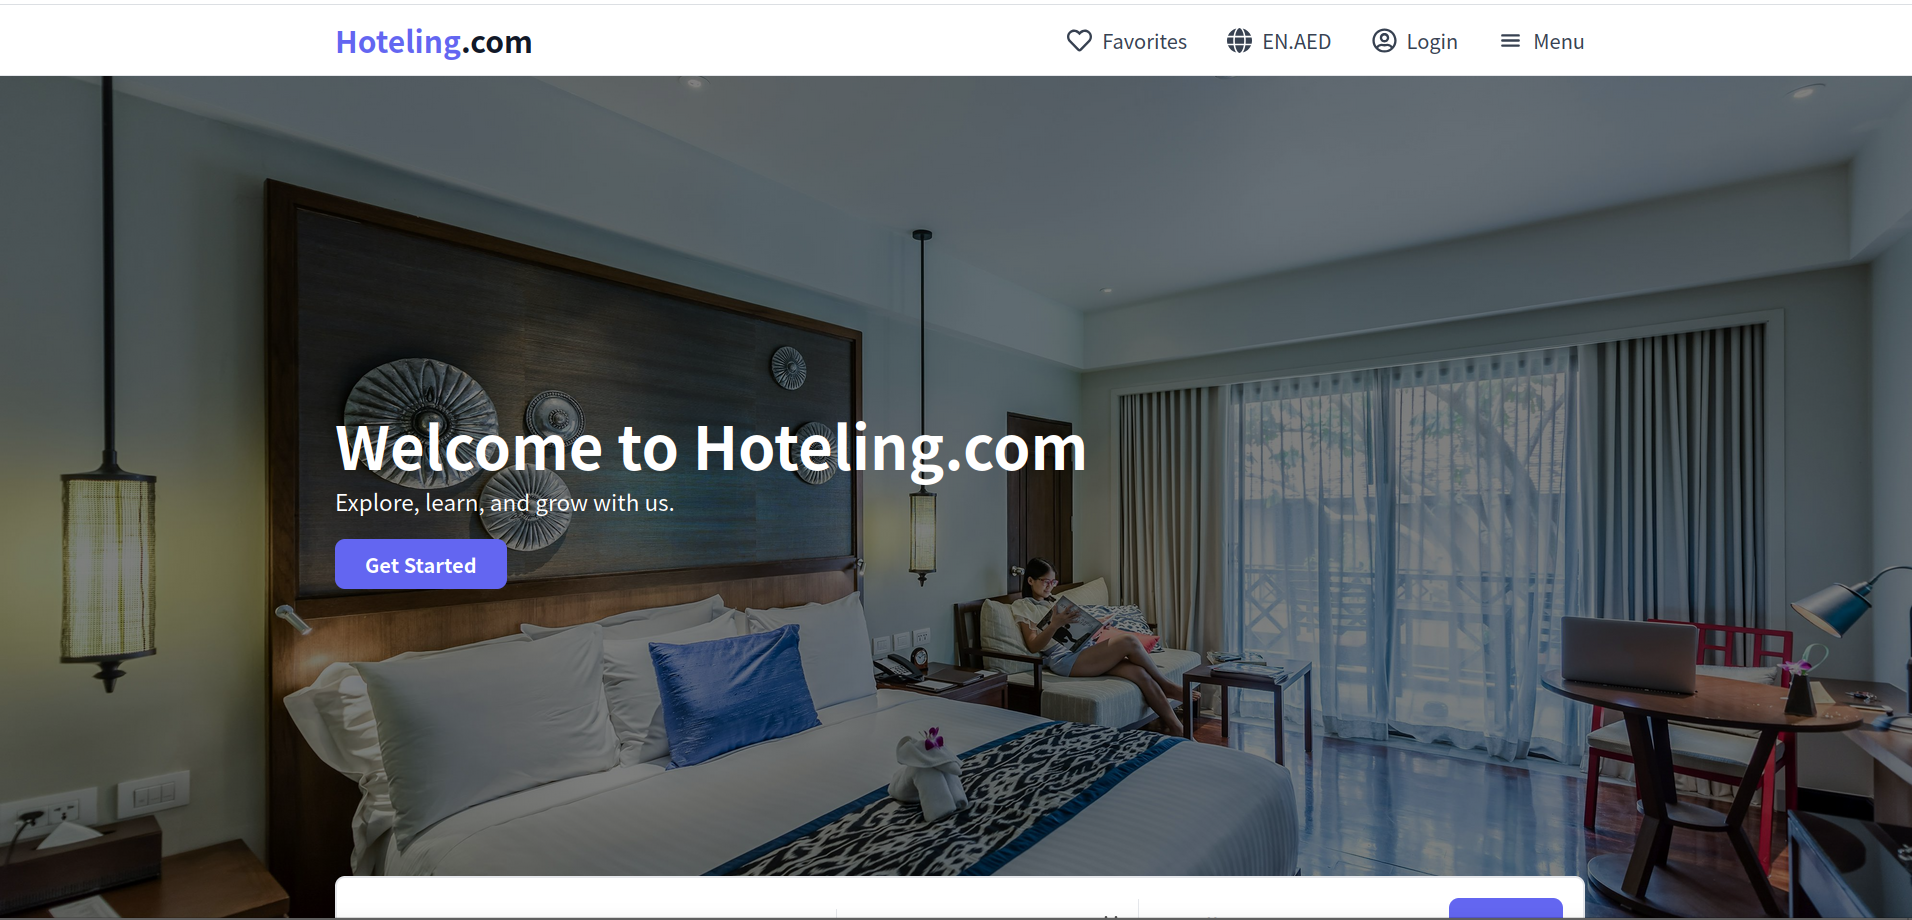 Hoteling.com
Favorites
EN.AED
Login
Menu
Welcome to Hoteling.com
Explore, learn, and grow with us.
Get Started